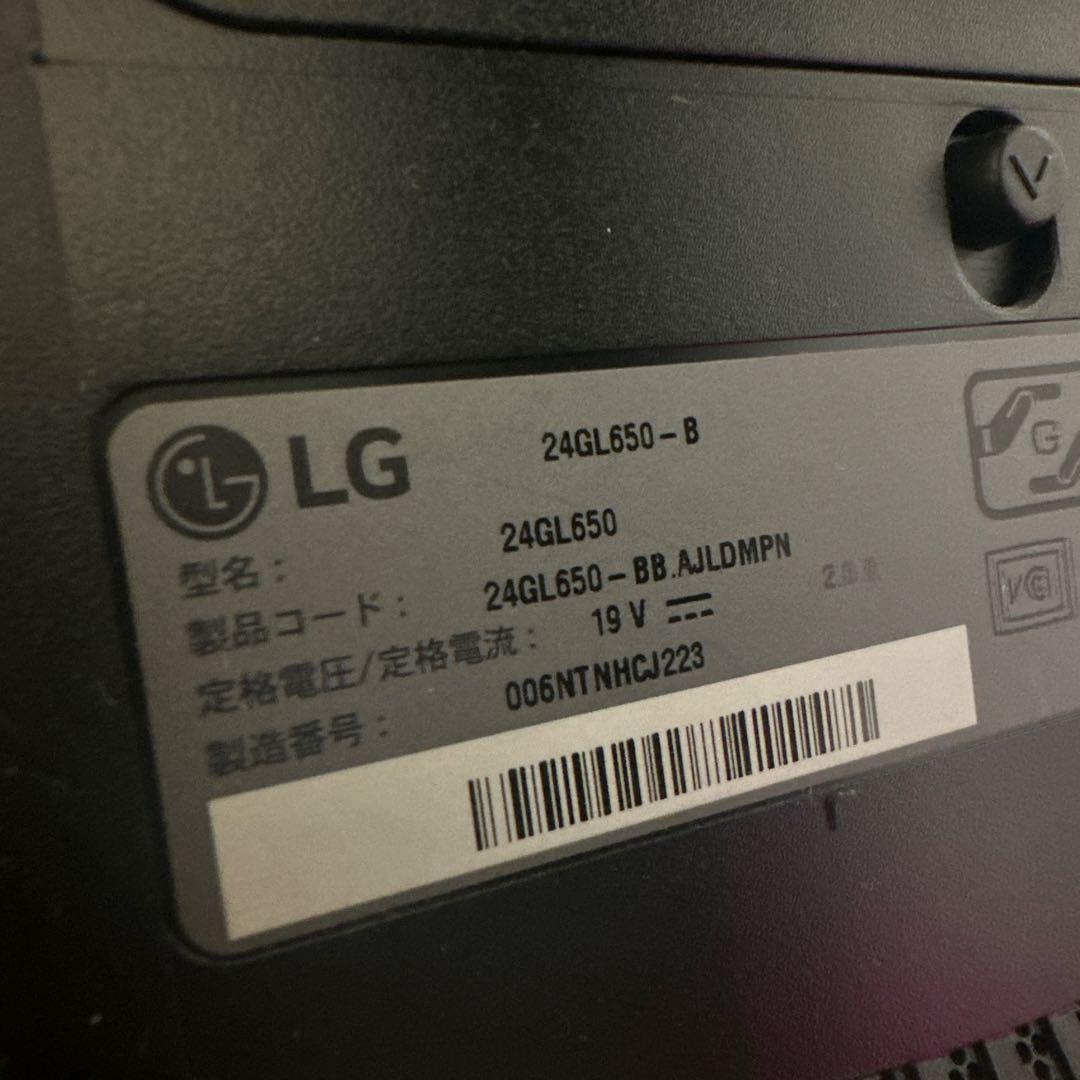 LG 24GL650-B
型名： 24GL650
製品コード： 24GL650-BB.AJLDMPN
定格電圧/定格電流： 19 V
製造番号： 006NTNHCJ223